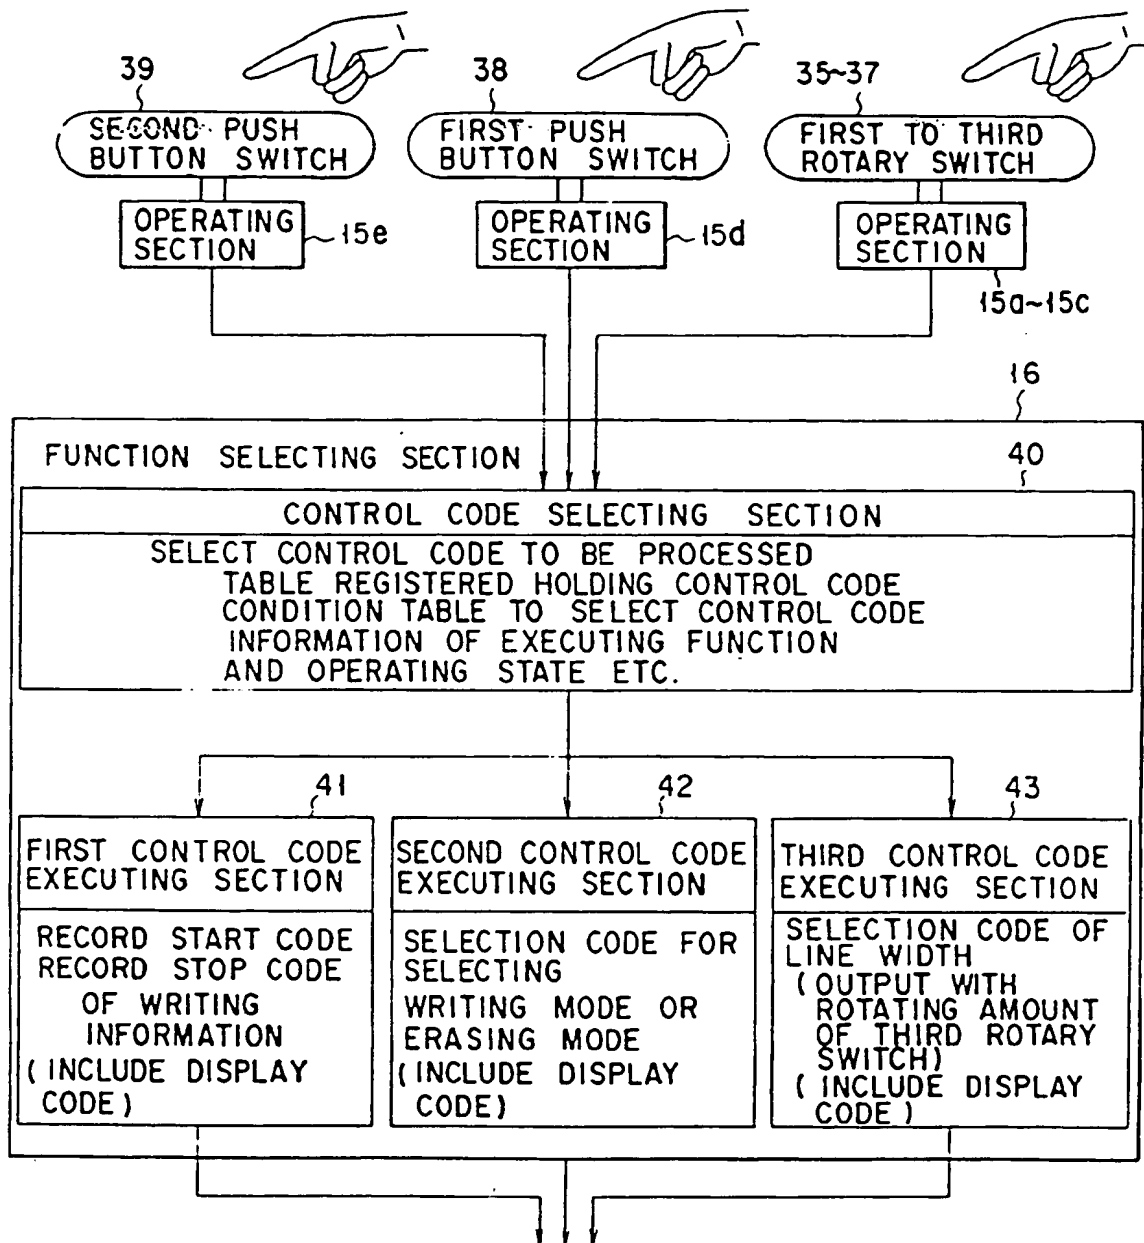 39
38
35~37
SECOND PUSH
BUTTON SWITCH
FIRST PUSH
BUTTON SWITCH
FIRST TO THIRD
ROTARY SWITCH
OPERATING
SECTION
15e
OPERATING
SECTION
15d
OPERATING
SECTION
15a~15c
16
FUNCTION SELECTING SECTION
40
CONTROL CODE SELECTING SECTION
SELECT CONTROL CODE TO BE PROCESSED
TABLE REGISTERED HOLDING CONTROL CODE
CONDITION TABLE TO SELECT CONTROL CODE
INFORMATION OF EXECUTING FUNCTION
AND OPERATING STATE ETC.
41
FIRST CONTROL CODE
EXECUTING SECTION
RECORD START CODE
RECORD STOP CODE
OF WRITING
INFORMATION
(INCLUDE DISPLAY
CODE)
42
SECOND CONTROL CODE
EXECUTING SECTION
SELECTION CODE FOR
SELECTING
WRITING MODE OR
ERASING MODE
(INCLUDE DISPLAY
CODE)
43
THIRD CONTROL CODE
EXECUTING SECTION
SELECTION CODE OF
LINE WIDTH
(OUTPUT WITH
ROTATING AMOUNT
OF THIRD ROTARY
SWITCH)
(INCLUDE DISPLAY
CODE)